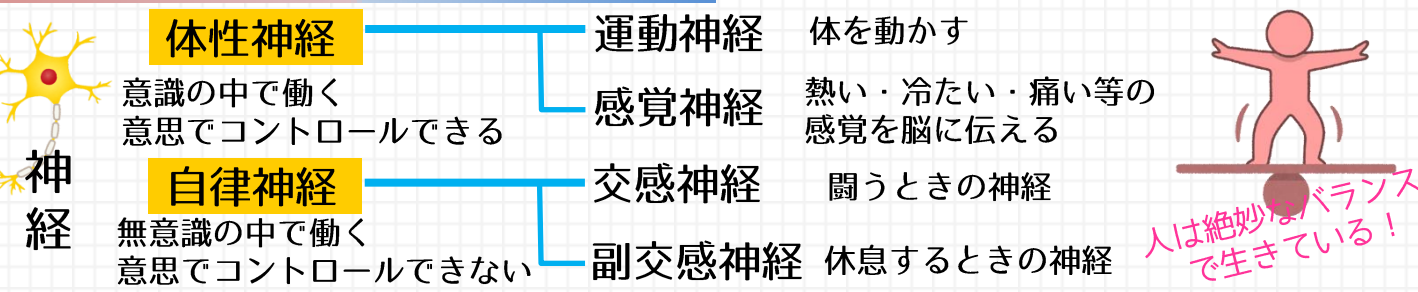 神経
体性神経
意識の中で働く
意思でコントロールできる
運動神経 体を動かす
感覚神経 熱い・冷たい・痛い等の
感覚を脳に伝える
自律神経
無意識の中で働く
意思でコントロールできない
交感神経 闘うときの神経
副交感神経 休息するときの神経
人は絶妙なバランス
で生きている！